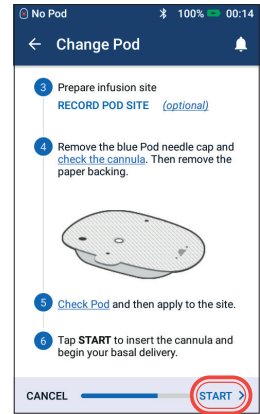 No Pod 100% 00:14
Change Pod
3 Prepare infusion site
RECORD POD SITE (optional)
4 Remove the blue Pod needle cap and
check the cannula. Then remove the
paper backing.
5 Check Pod and then apply to the site.
6 Tap START to insert the cannula and
begin your basal delivery.
CANCEL START